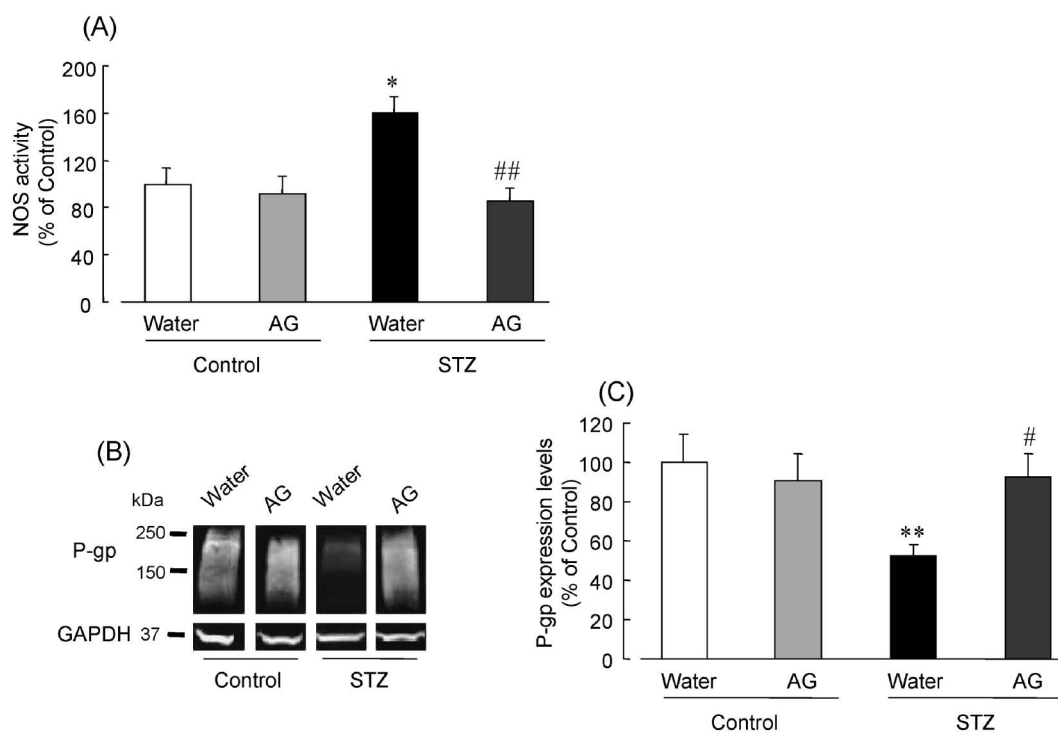 (A)
NOS activity
(% of Control)
200
160
120
80
40
0
*
##
Water AG Water AG
Control STZ
(B)
kDa
Water AG Water AG
P-gp
250
150
GAPDH 37
Control STZ
(C)
P-gp expression levels
(% of Control)
120
100
80
60
40
20
0
**
#
Water AG Water AG
Control STZ